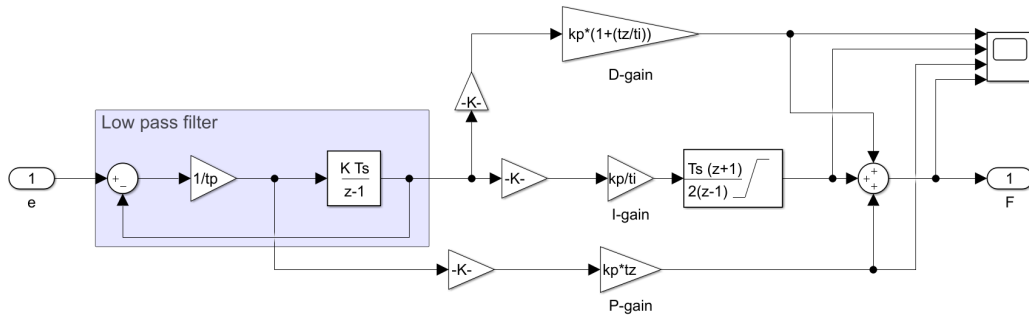 kp*(1+(tz/ti))
D-gain
-K-
Low pass filter
1
e
+
−
1/tp
K Ts
z-1
-K-
kp/ti
I-gain
Ts (z+1)
2(z-1)
+
+
+
1
F
-K-
kp*tz
P-gain